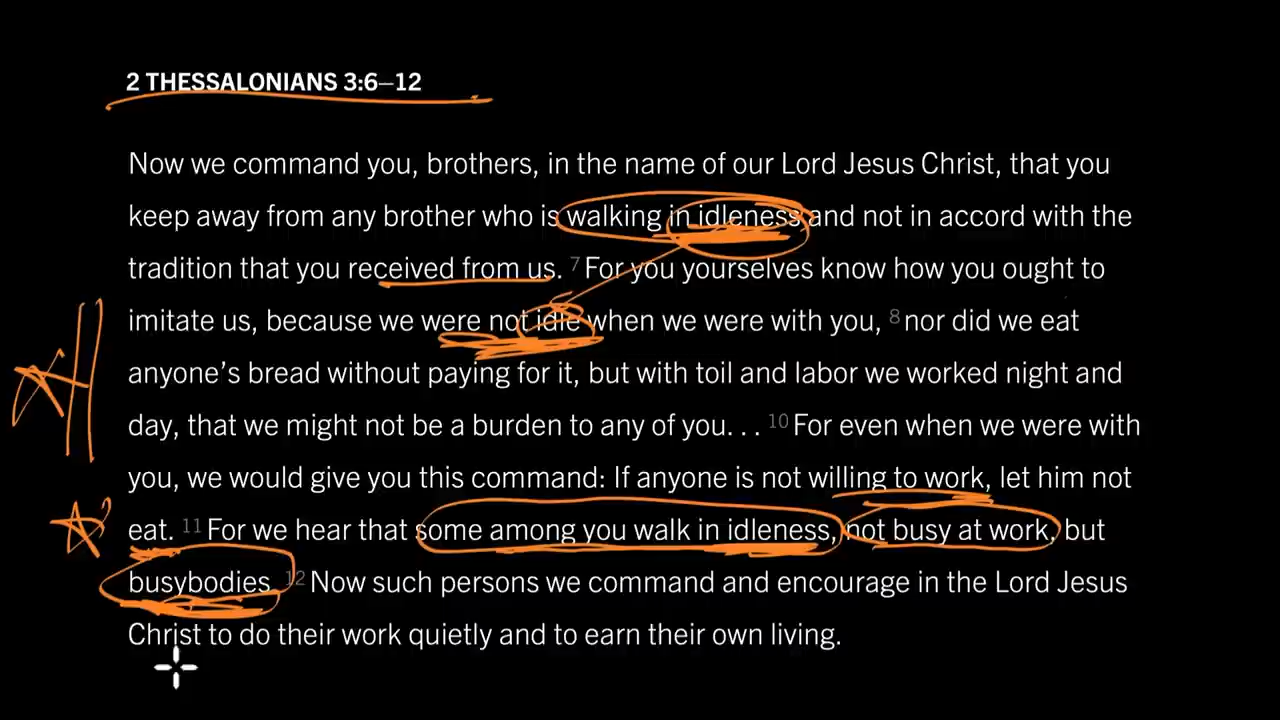 2 THESSALONIANS 3:6–12
Now we command you, brothers, in the name of our Lord Jesus Christ, that you
keep away from any brother who is walking in idleness and not in accord with the
tradition that you received from us. 7 For you yourselves know how you ought to
imitate us, because we were not idle when we were with you, 8 nor did we eat
anyone’s bread without paying for it, but with toil and labor we worked night and
day, that we might not be a burden to any of you. . . 10 For even when we were with
you, we would give you this command: If anyone is not willing to work, let him not
eat. 11 For we hear that some among you walk in idleness, not busy at work, but
busybodies. 12 Now such persons we command and encourage in the Lord Jesus
Christ to do their work quietly and to earn their own living.